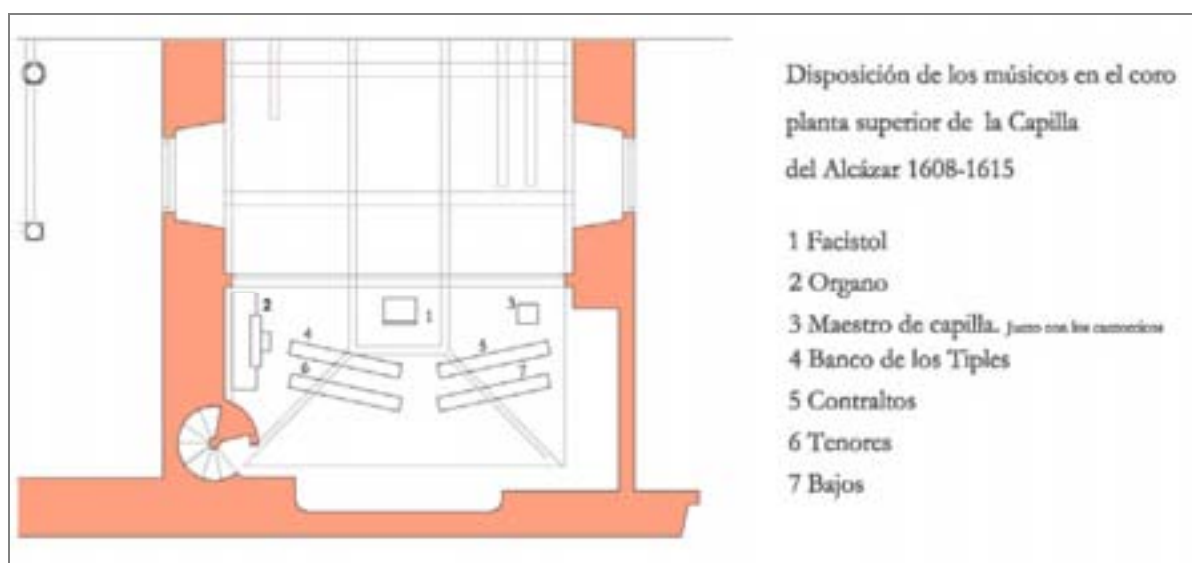 Disposición de los músicos en el coro
planta superior de la Capilla
del Alcázar 1608-1615
1 Facistol
2 Organo
3 Maestro de capilla. Junto con los
4 Banco de los Tiples
5 Contraltos
6 Tenores
7 Bajos
2
1
3
4
5
6
7